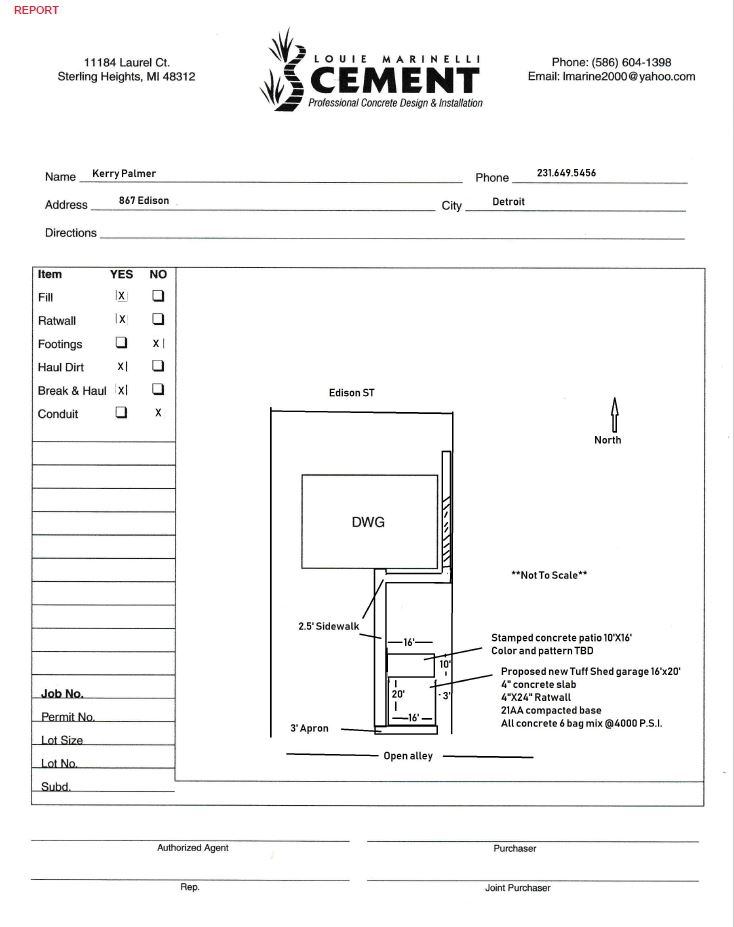 REPORT
11184 Laurel Ct.
Sterling Heights, MI 48312
LOUIE MARINELLI
CEMENT
Professional Concrete Design & Installation
Phone: (586) 604-1398
Email: lmarine2000@yahoo.com
Name Kerry Palmer Phone 231.649.5456
Address 867 Edison City Detroit
Directions
Item YES NO
Fill X
Ratwall X
Footings X
Haul Dirt X
Break & Haul X
Conduit X
Edison ST
North
DWG
**Not To Scale**
2.5' Sidewalk
16'
Stamped concrete patio 10'X16'
Color and pattern TBD
10'
Proposed new Tuff Shed garage 16'x20'
4" concrete slab
4"X24" Ratwall
21AA compacted base
All concrete 6 bag mix @4000 P.S.I.
20'
3'
16'
3' Apron
Open alley
Job No.
Permit No.
Lot Size
Lot No.
Subd.
Authorized Agent Purchaser
Rep. Joint Purchaser